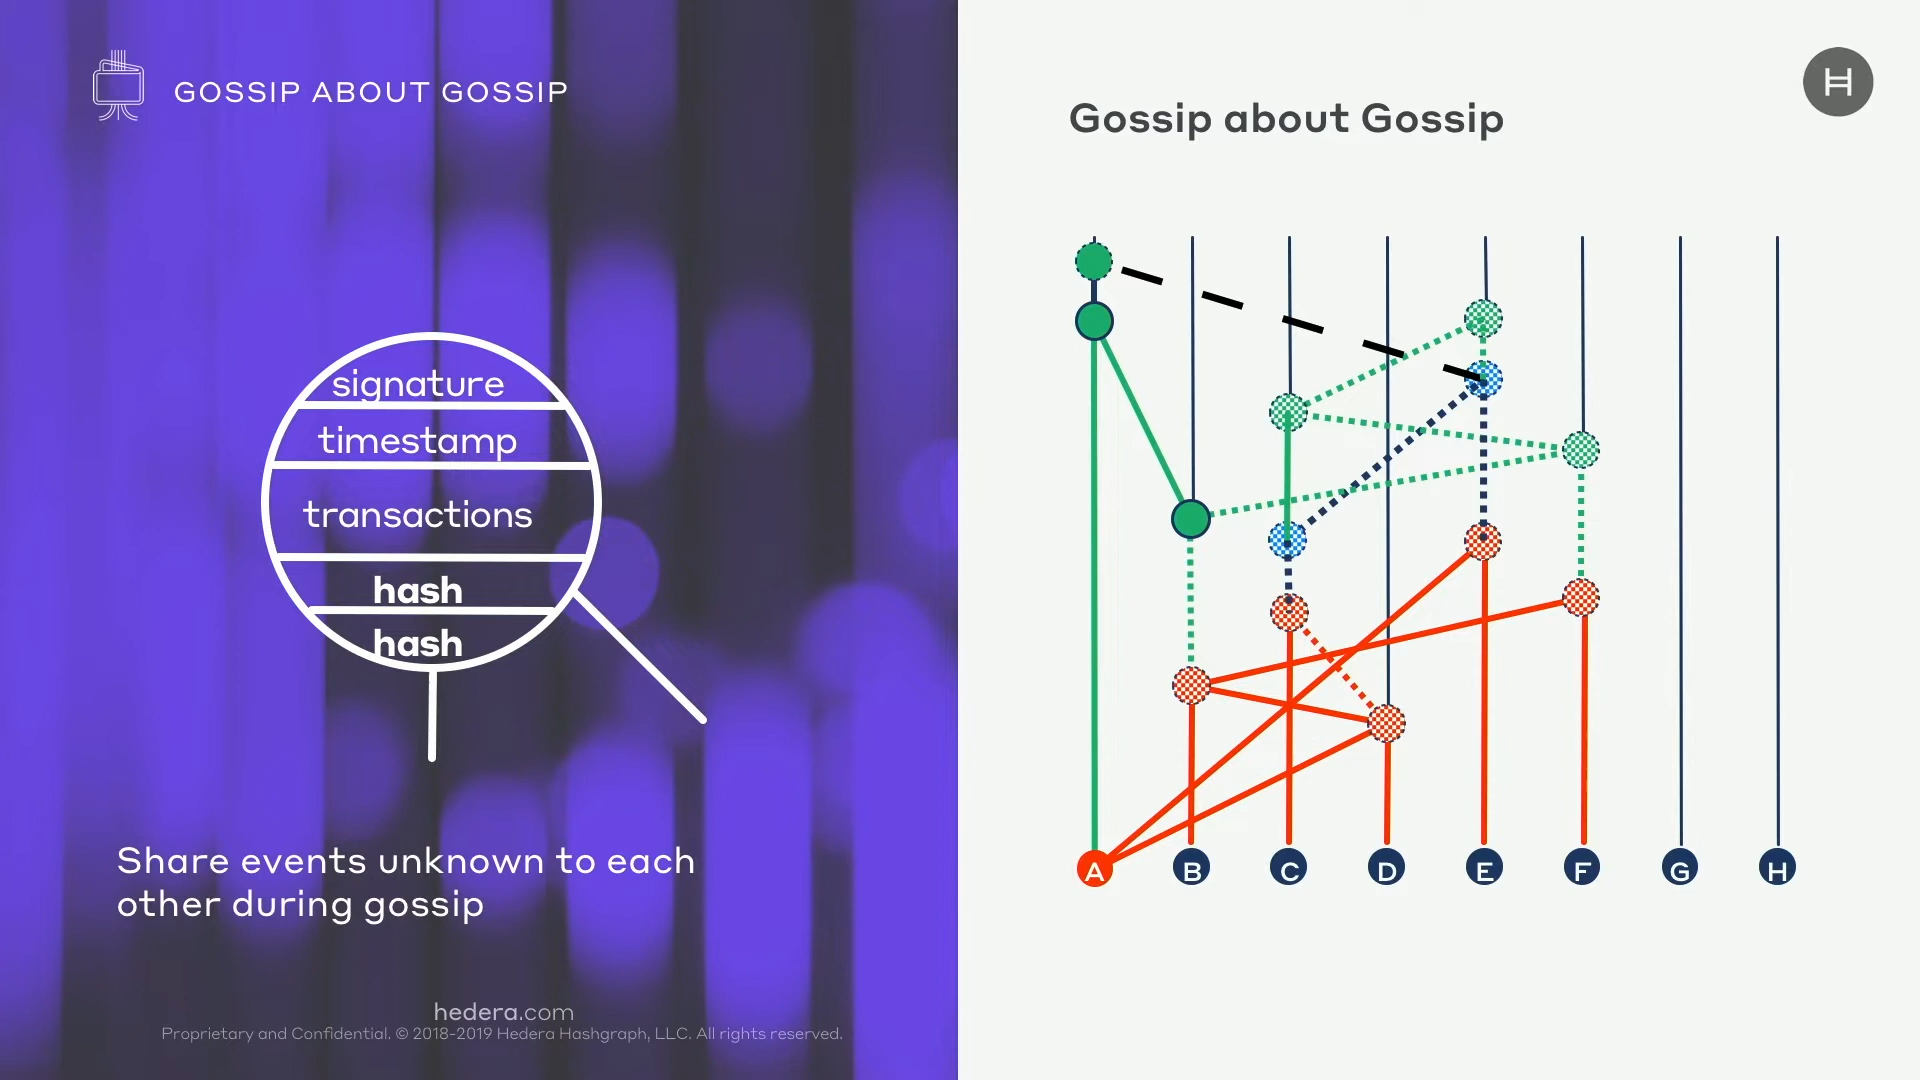 GOSSIP ABOUT GOSSIP
signature
timestamp
transactions
hash
hash
Share events unknown to each
other during gossip
hedera.com
Proprietary and Confidential. © 2018-2019 Hedera Hashgraph, LLC. All rights reserved.
H
Gossip about Gossip
A B C D E F G H